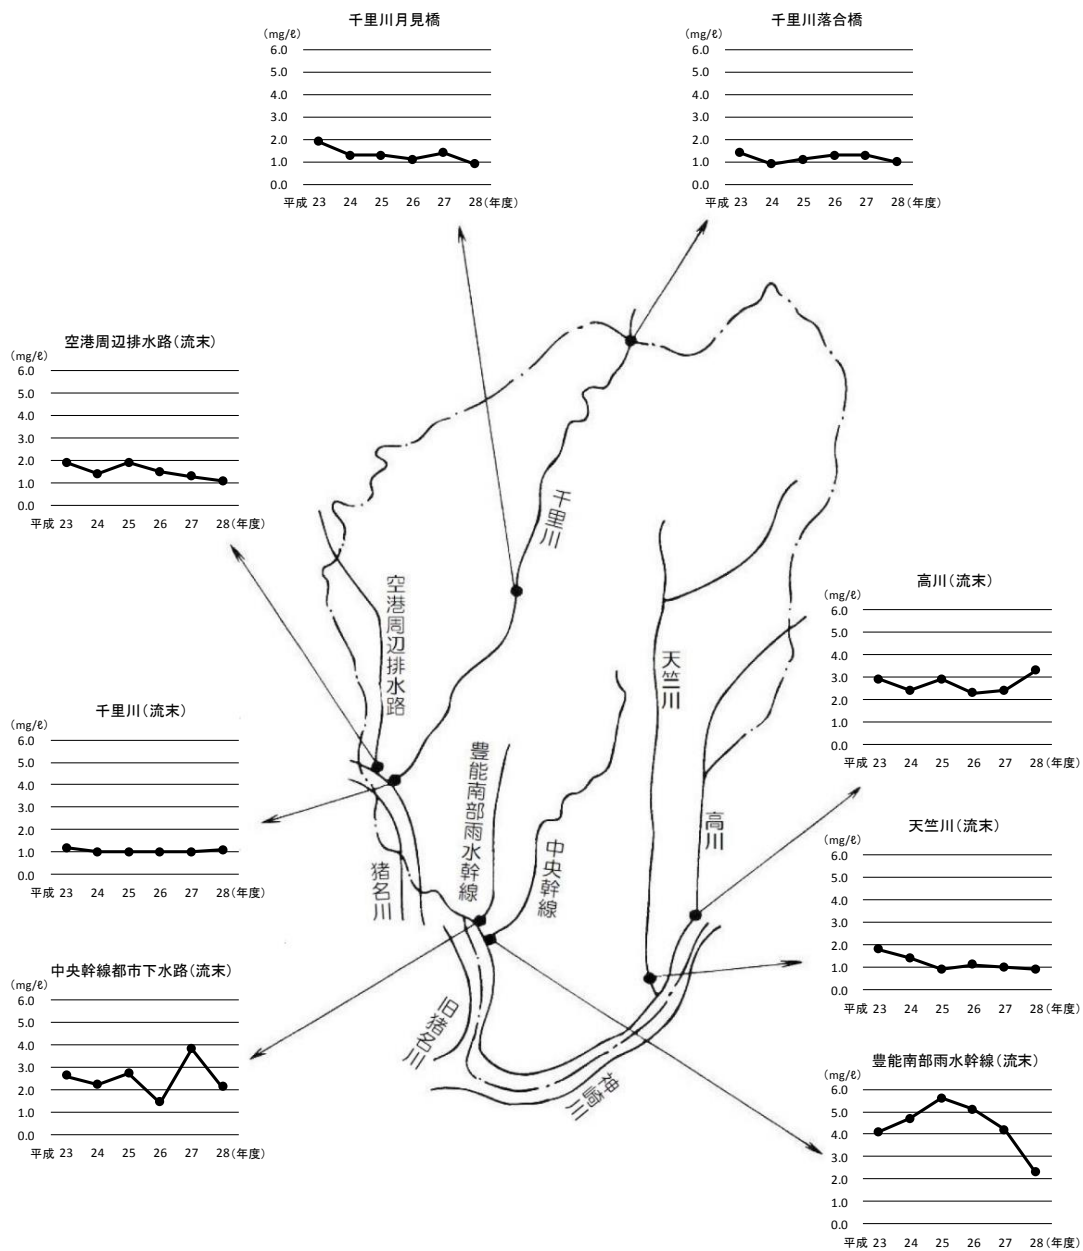 千里川月見橋
(mg/ℓ)
6.0
5.0
4.0
3.0
2.0
1.0
0.0
平成 23 24 25 26 27 28(年度)
千里川落合橋
(mg/ℓ)
6.0
5.0
4.0
3.0
2.0
1.0
0.0
平成 23 24 25 26 27 28(年度)
空港周辺排水路(流末)
(mg/ℓ)
6.0
5.0
4.0
3.0
2.0
1.0
0.0
平成 23 24 25 26 27 28(年度)
千里川
空港周辺排水路
天竺川
高川
豊能南部雨水幹線
中央幹線
猪名川
旧猪名川
神崎川
高川(流末)
(mg/ℓ)
6.0
5.0
4.0
3.0
2.0
1.0
0.0
平成 23 24 25 26 27 28(年度)
千里川(流末)
(mg/ℓ)
6.0
5.0
4.0
3.0
2.0
1.0
0.0
平成 23 24 25 26 27 28(年度)
天竺川(流末)
(mg/ℓ)
6.0
5.0
4.0
3.0
2.0
1.0
0.0
平成 23 24 25 26 27 28(年度)
中央幹線都市下水路(流末)
(mg/ℓ)
6.0
5.0
4.0
3.0
2.0
1.0
0.0
平成 23 24 25 26 27 28(年度)
豊能南部雨水幹線(流末)
(mg/ℓ)
6.0
5.0
4.0
3.0
2.0
1.0
0.0
平成 23 24 25 26 27 28(年度)